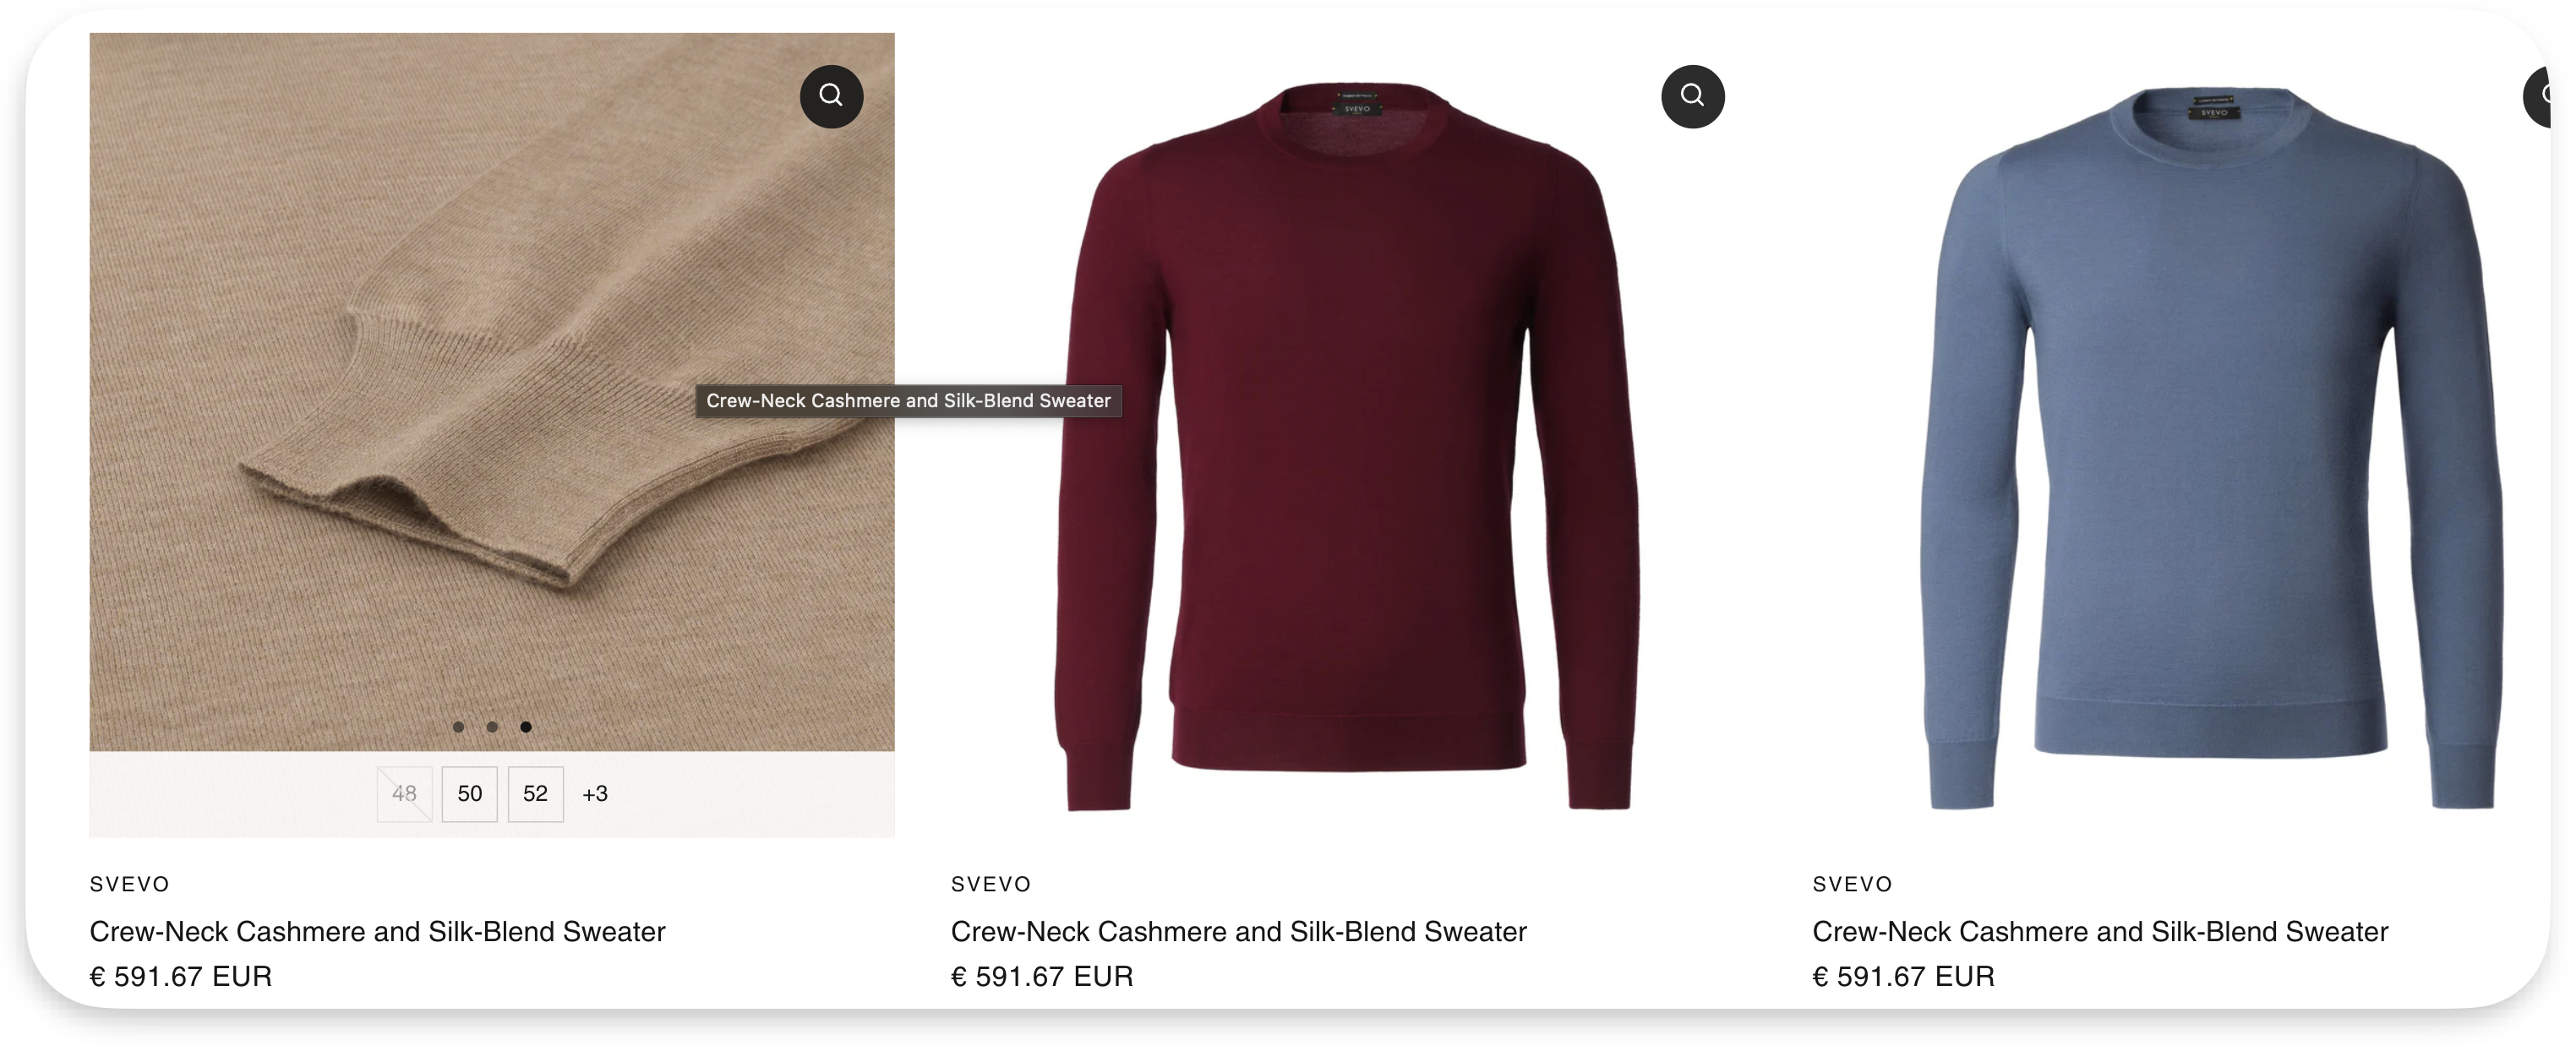 Crew-Neck Cashmere and Silk-Blend Sweater
SVEVO
SVEVO
48 50 52 +3
SVEVO
Crew-Neck Cashmere and Silk-Blend Sweater
€ 591.67 EUR
SVEVO
Crew-Neck Cashmere and Silk-Blend Sweater
€ 591.67 EUR
SVEVO
Crew-Neck Cashmere and Silk-Blend Sweater
€ 591.67 EUR